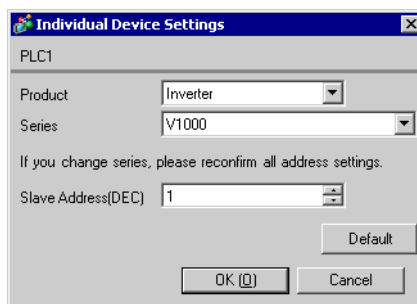 Individual Device Settings
PLC1
Product Inverter
Series V1000
If you change series, please reconfirm all address settings.
Slave Address(DEC) 1
Default
OK (O) Cancel